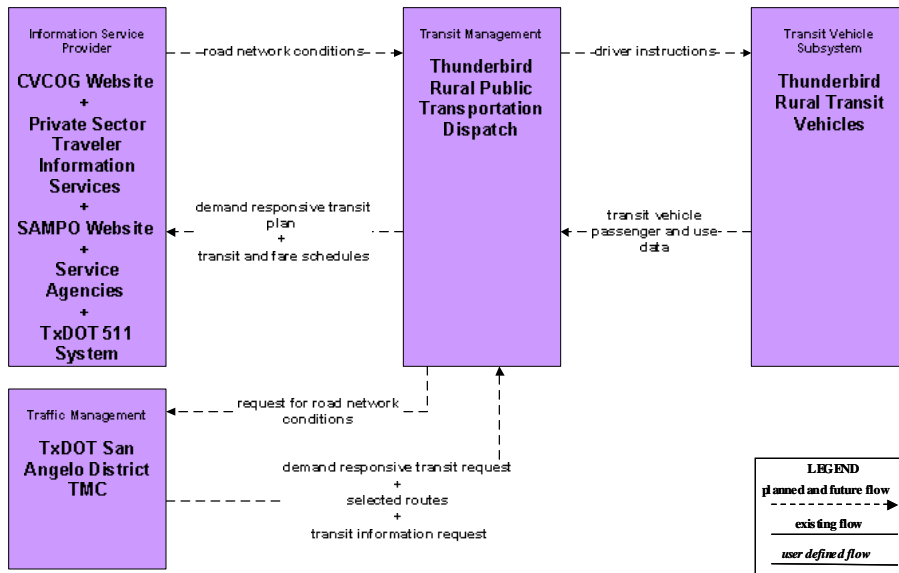 Information Service
Provider
CVCOG Website
+
Private Sector
Traveler
Information
Services
+
SAMPO Website
+
Service
Agencies
+
TxDOT 511
System
road network conditions
Transit Management
Thunderbird
Rural Public
Transportation
Dispatch
driver instructions
Transit Vehicle
Subsystem
Thunderbird
Rural Transit
Vehicles
demand responsive transit
plan
+
transit and fare schedules
transit vehicle
passenger and use
data
Traffic Management
TxDOT San
Angelo District
TMC
request for road network
conditions
demand responsive transit request
+
selected routes
+
transit information request
LEGEND
planned and future flow
existing flow
user defined flow